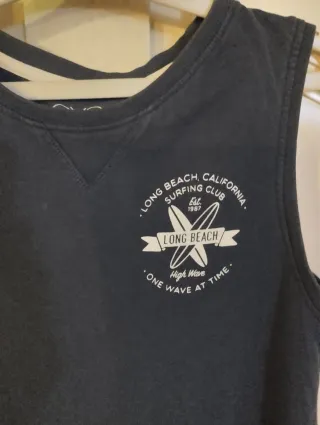 LONG BEACH, CALIFORNIA
SURFING CLUB
Est.
1987
LONG BEACH
High Wave
· ONE WAVE AT TIME ·